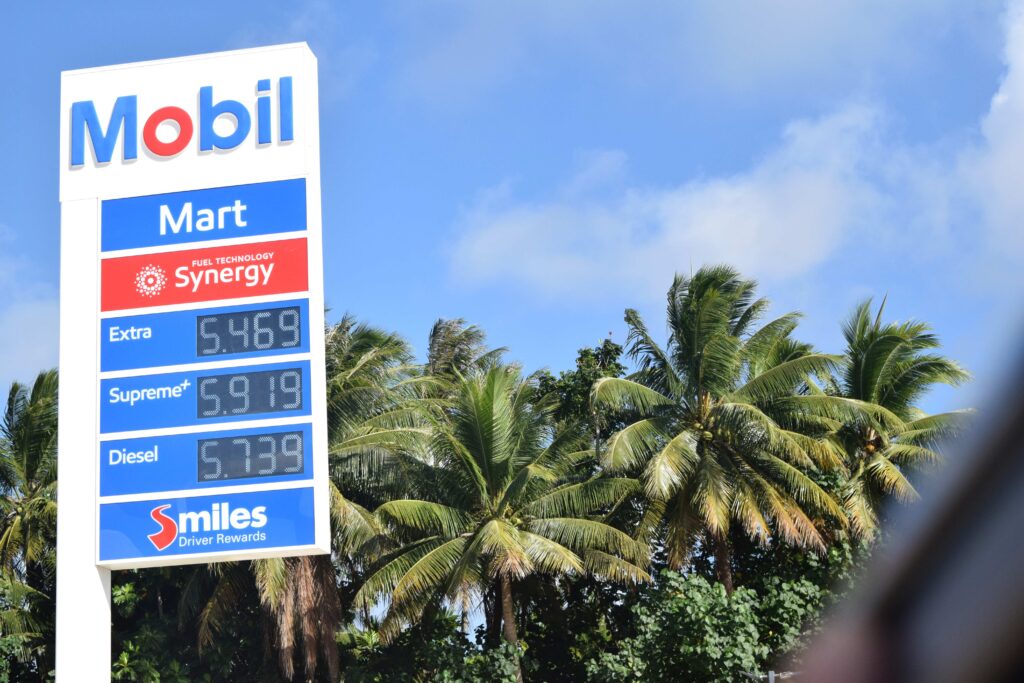 Mobil
Mart
FUEL TECHNOLOGY
Synergy
Extra 5.469
Supreme+ 5.919
Diesel 5.739
Smiles
Driver Rewards